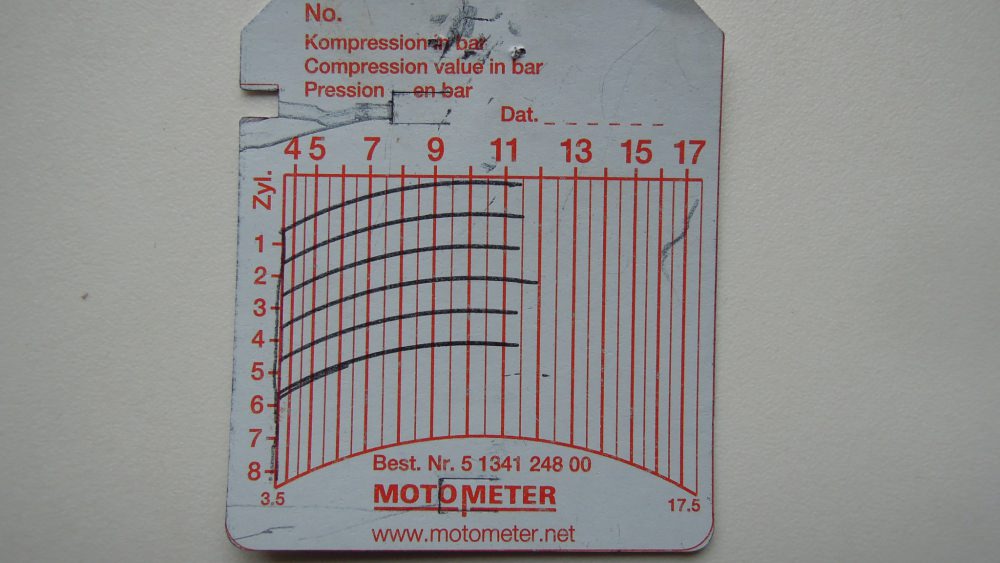 No.
Kompression in bar
Compression value in bar
Pression en bar
Dat. _ _ _ _ _ _ _
4 5 7 9 11 13 15 17
Zyl.
1
2
3
4
5
6
7
8
3.5 17.5
Best. Nr. 5 1341 248 00
MOTOMETER
www.motometer.net